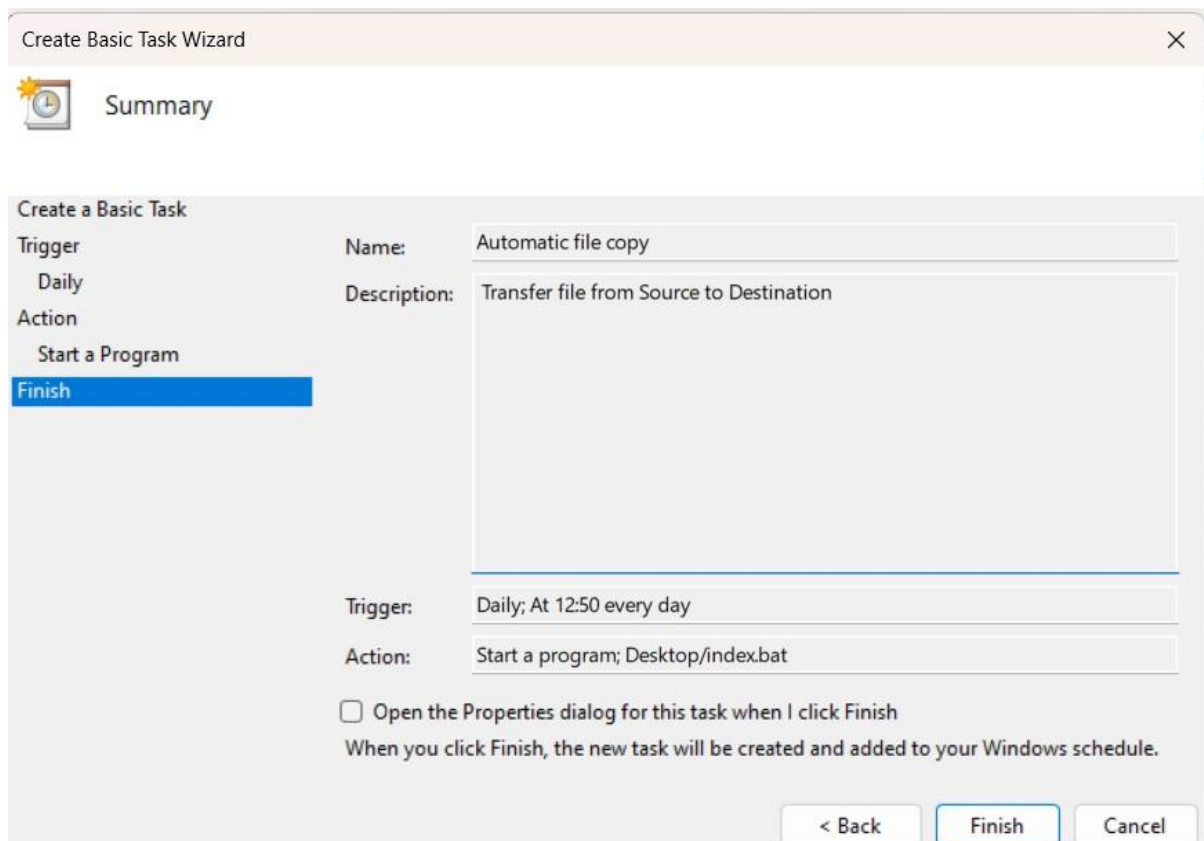 Create Basic Task Wizard
Summary
Create a Basic Task
Trigger
Daily
Action
Start a Program
Finish
Name: Automatic file copy
Description: Transfer file from Source to Destination
Trigger: Daily; At 12:50 every day
Action: Start a program; Desktop/index.bat
Open the Properties dialog for this task when I click Finish
When you click Finish, the new task will be created and added to your Windows schedule.
< Back Finish Cancel